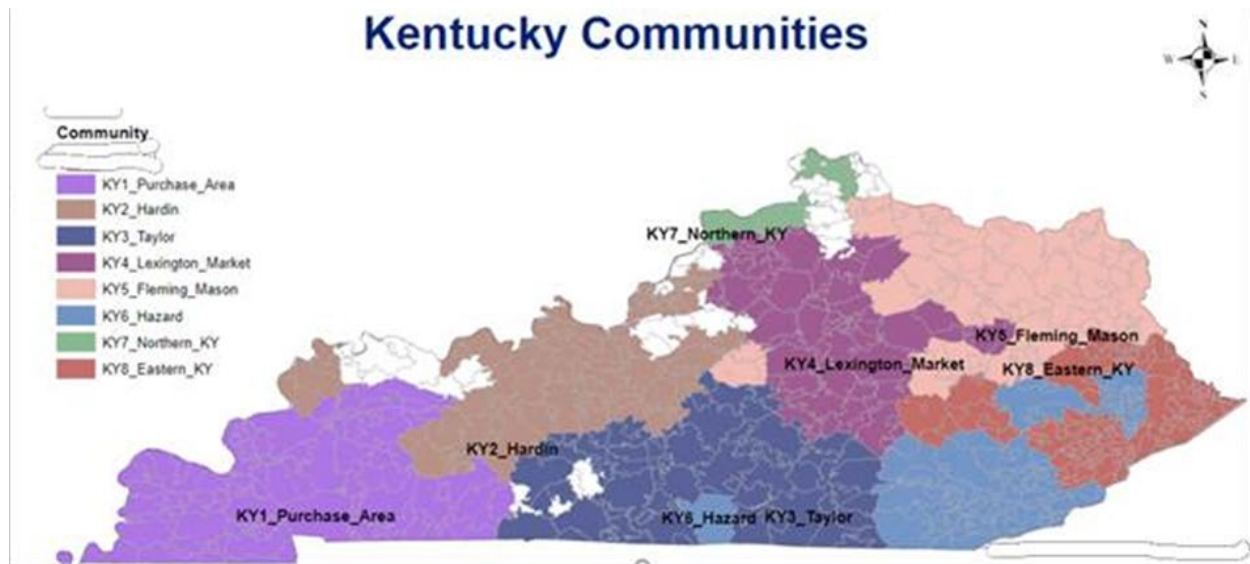 Kentucky Communities
N
W E
S
Community
KY1_Purchase_Area
KY2_Hardin
KY3_Taylor
KY4_Lexington_Market
KY5_Fleming_Mason
KY6_Hazard
KY7_Northern_KY
KY8_Eastern_KY
KY7_Northern_KY
KY5_Fleming_Mason
KY4_Lexington_Market
KY8_Eastern_KY
KY2_Hardin
KY1_Purchase_Area
KY6_Hazard
KY3_Taylor